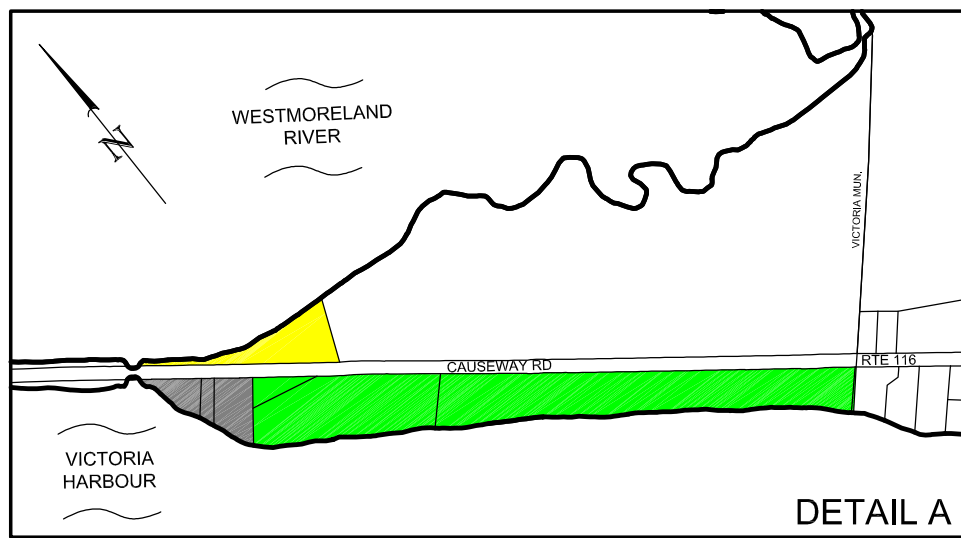 WESTMORELAND
RIVER
N
VICTORIA MUN.
CAUSEWAY RD
RTE 116
VICTORIA
HARBOUR
DETAIL A